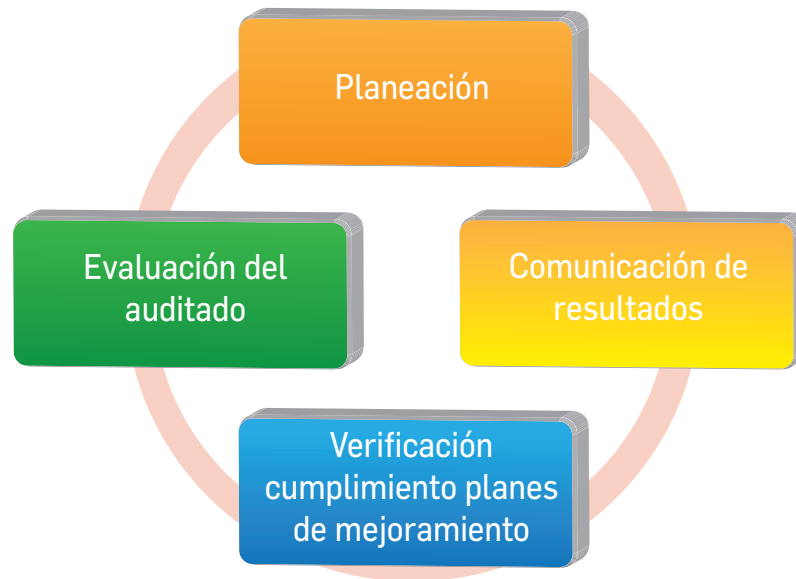 Planeación
Evaluación del
auditado
Comunicación de
resultados
Verificación
cumplimiento planes
de mejoramiento